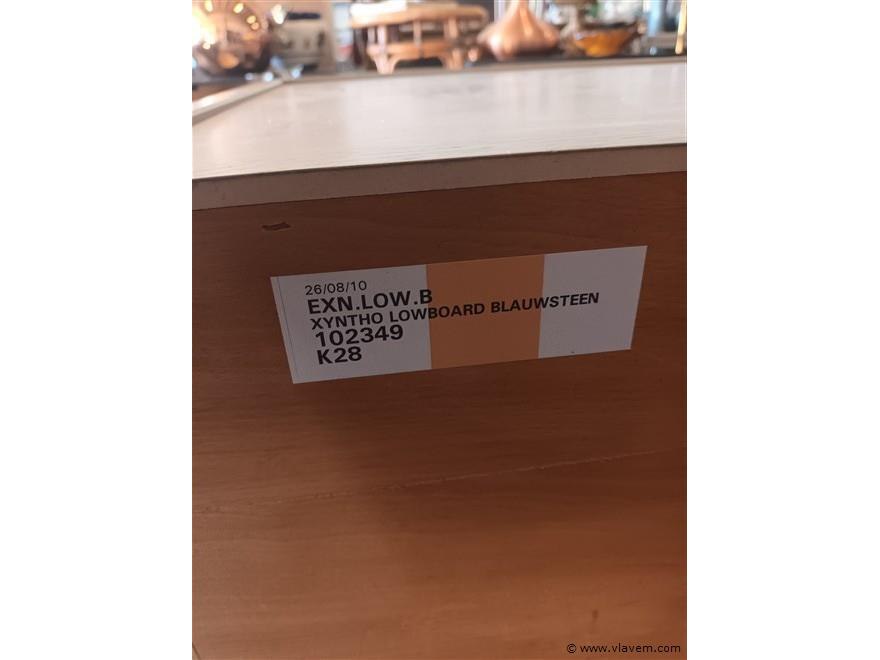 26/08/10
EXN.LOW.B
XYNTHO LOWBOARD BLAUWSTEEN
102349
K28
© www.vlavem.com